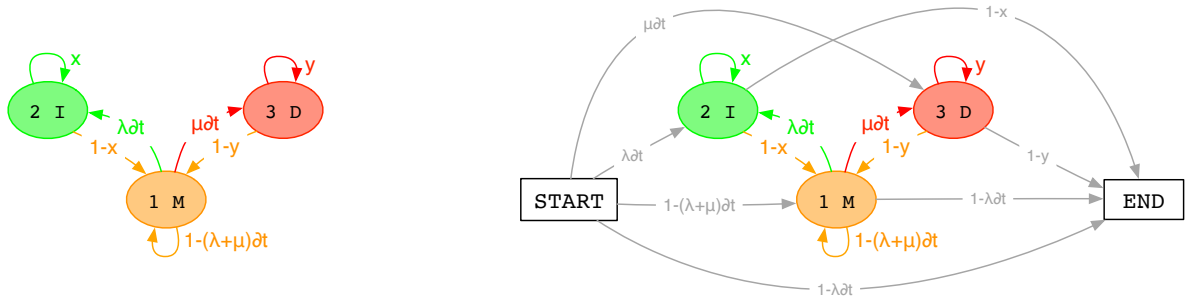 x
y
2 I
3 D
λ∂t
μ∂t
1-x
1-y
1 M
1-(λ+μ)∂t
μ∂t
1-x
x
y
2 I
3 D
λ∂t
μ∂t
λ∂t
1-x
1-y
1-y
START
1-(λ+μ)∂t
1 M
1-λ∂t
END
1-(λ+μ)∂t
1-λ∂t